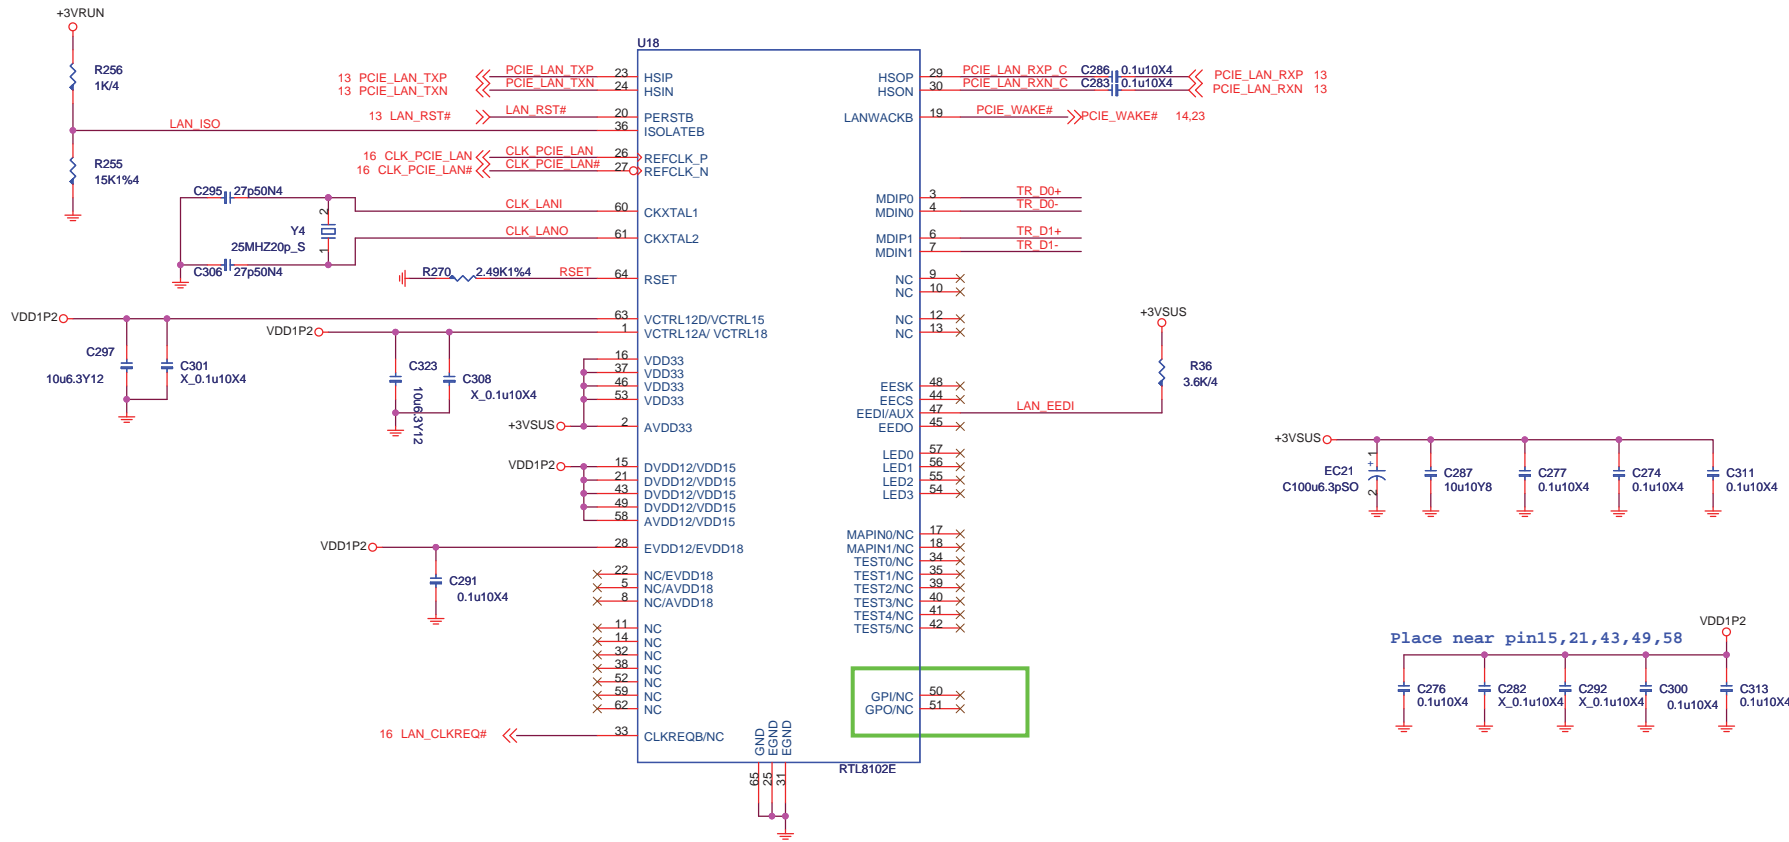 +3VRUN
R256
1K/4
LAN_ISO
R255
15K1%4
C295 27p50N4
Y4
25MHZ20p_S
2
1
C306 27p50N4
13 PCIE_LAN_TXP
13 PCIE_LAN_TXN
PCIE_LAN_TXP
PCIE_LAN_TXN
13 LAN_RST#
LAN_RST#
16 CLK_PCIE_LAN
16 CLK_PCIE_LAN#
CLK_PCIE_LAN
CLK_PCIE_LAN#
CLK_LANI
CLK_LANO
R270 2.49K1%4 RSET
VDD1P2
C297
10u6.3Y12
C301
X_0.1u10X4
VDD1P2
C323
10u6.3Y12
C308
X_0.1u10X4
+3VSUS
VDD1P2
VDD1P2
C291
0.1u10X4
16 LAN_CLKREQ#
U18
23 HSIP
24 HSIN
20 PERSTB
36 ISOLATEB
26 REFCLK_P
27 REFCLK_N
60 CKXTAL1
61 CKXTAL2
64 RSET
63 VCTRL12D/VCTRL15
1 VCTRL12A/ VCTRL18
16 VDD33
37 VDD33
46 VDD33
53 VDD33
2 AVDD33
15 DVDD12/VDD15
21 DVDD12/VDD15
43 DVDD12/VDD15
49 DVDD12/VDD15
58 AVDD12/VDD15
28 EVDD12/EVDD18
22 NC/EVDD18
5 NC/AVDD18
8 NC/AVDD18
11 NC
14 NC
32 NC
38 NC
52 NC
59 NC
62 NC
33 CLKREQB/NC
GND 65
EGND 25
EGND 31
RTL8102E
HSOP 29
HSON 30
LANWACKB 19
MDIP0 3
MDIN0 4
MDIP1 6
MDIN1 7
NC 9
NC 10
NC 12
NC 13
EESK 48
EECS 44
EEDI/AUX 47
EEDO 45
LED0 57
LED1 56
LED2 55
LED3 54
MAPIN0/NC 17
MAPIN1/NC 18
TEST0/NC 34
TEST1/NC 35
TEST2/NC 39
TEST3/NC 40
TEST4/NC 41
TEST5/NC 42
GPI/NC 50
GPO/NC 51
PCIE_LAN_RXP_C C286 0.1u10X4 PCIE_LAN_RXP 13
PCIE_LAN_RXN_C C283 0.1u10X4 PCIE_LAN_RXN 13
PCIE_WAKE# PCIE_WAKE# 14,23
TR_D0+
TR_D0-
TR_D1+
TR_D1-
+3VSUS
R36
3.6K/4
LAN_EEDI
+3VSUS
EC21
C100u6.3pSO
+ 1
2
C287
10u10Y8
C277
0.1u10X4
C274
0.1u10X4
C311
0.1u10X4
VDD1P2
Place near pin15,21,43,49,58
C276
0.1u10X4
C282
X_0.1u10X4
C292
X_0.1u10X4
C300
0.1u10X4
C313
0.1u10X4